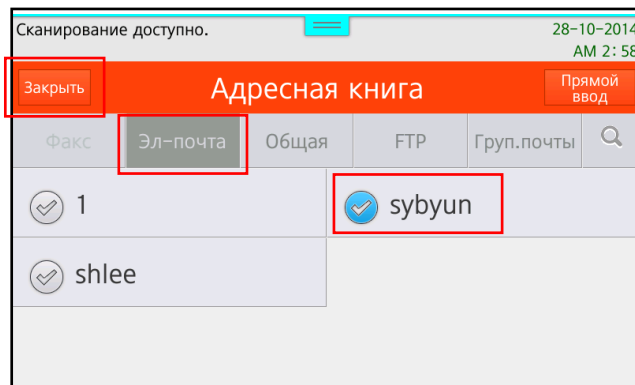 Сканирование доступно.
28-10-2014
AM 2:58
Закрыть
Адресная книга
Прямой
ввод
Факс
Эл-почта
Общая
FTP
Груп.почты
1
sybyun
shlee